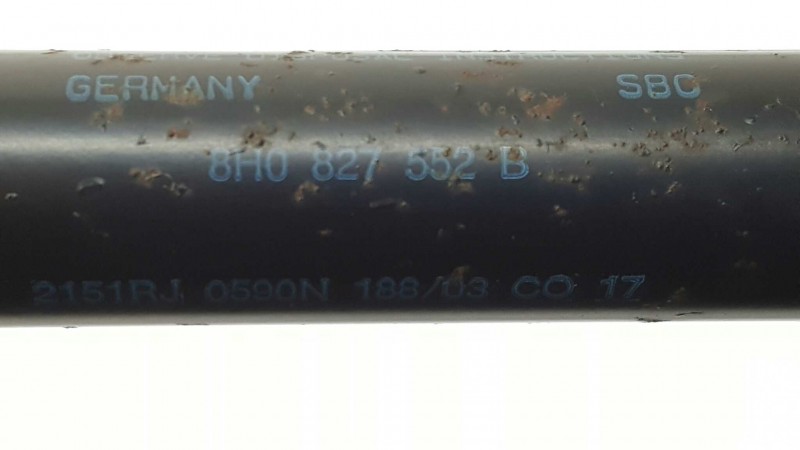 GERMANY SBC
8H0 827 552 B
2151RJ 0590N 188/03 CO 17